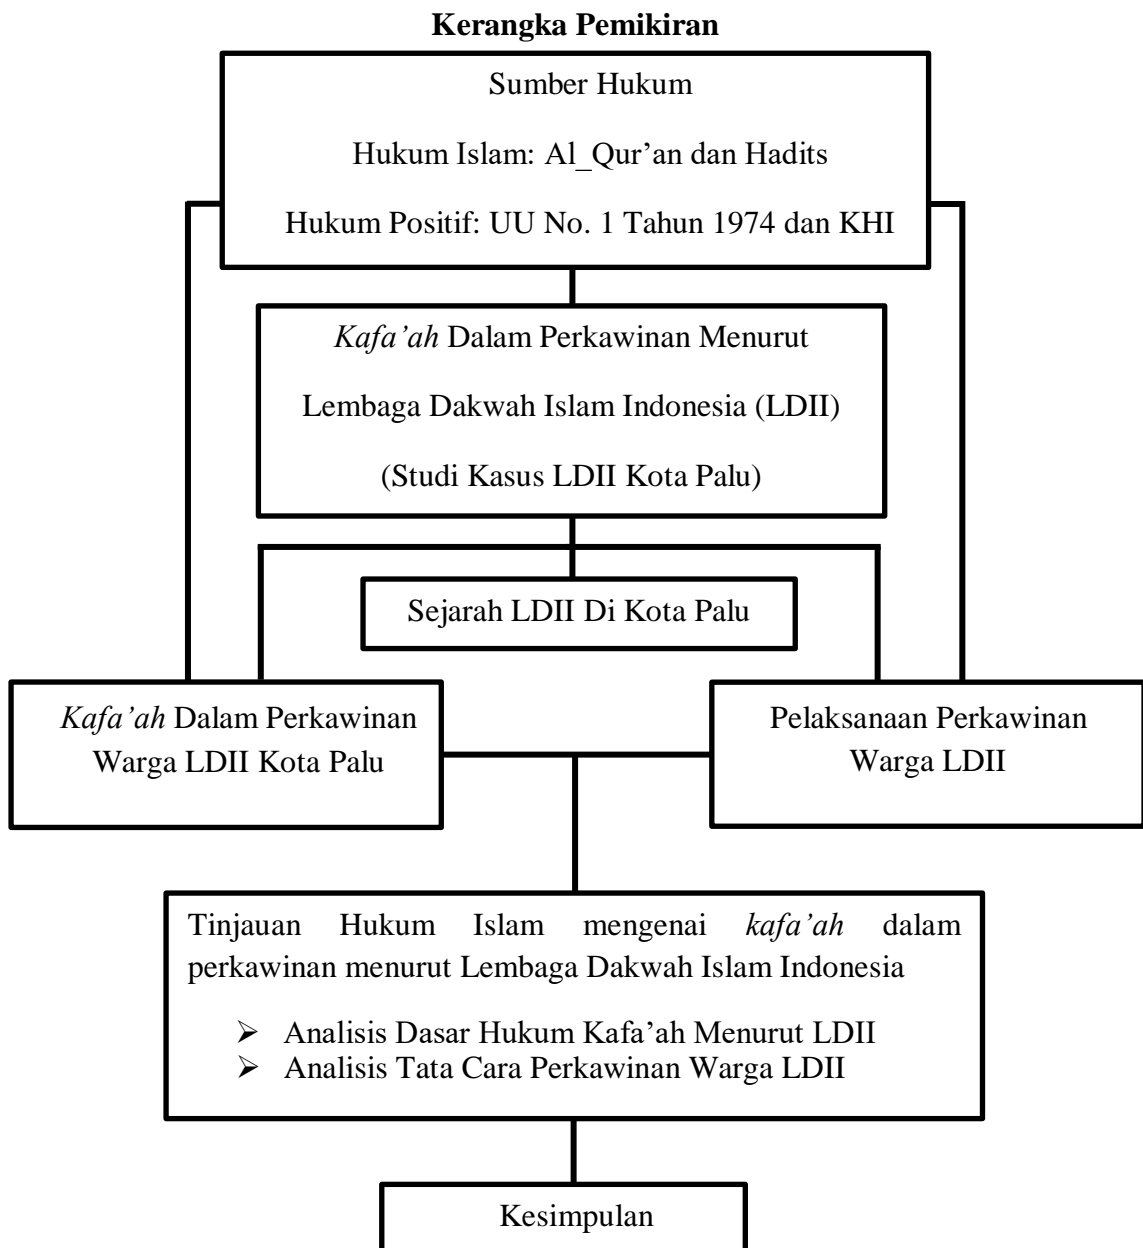 Kerangka Pemikiran
Sumber Hukum
Hukum Islam: Al_Qur’an dan Hadits
Hukum Positif: UU No. 1 Tahun 1974 dan KHI
Kafa’ah Dalam Perkawinan Menurut
Lembaga Dakwah Islam Indonesia (LDII)
(Studi Kasus LDII Kota Palu)
Sejarah LDII Di Kota Palu
Kafa’ah Dalam Perkawinan
Warga LDII Kota Palu
Pelaksanaan Perkawinan
Warga LDII
Tinjauan Hukum Islam mengenai kafa’ah dalam
perkawinan menurut Lembaga Dakwah Islam Indonesia
➢ Analisis Dasar Hukum Kafa’ah Menurut LDII
➢ Analisis Tata Cara Perkawinan Warga LDII
Kesimpulan